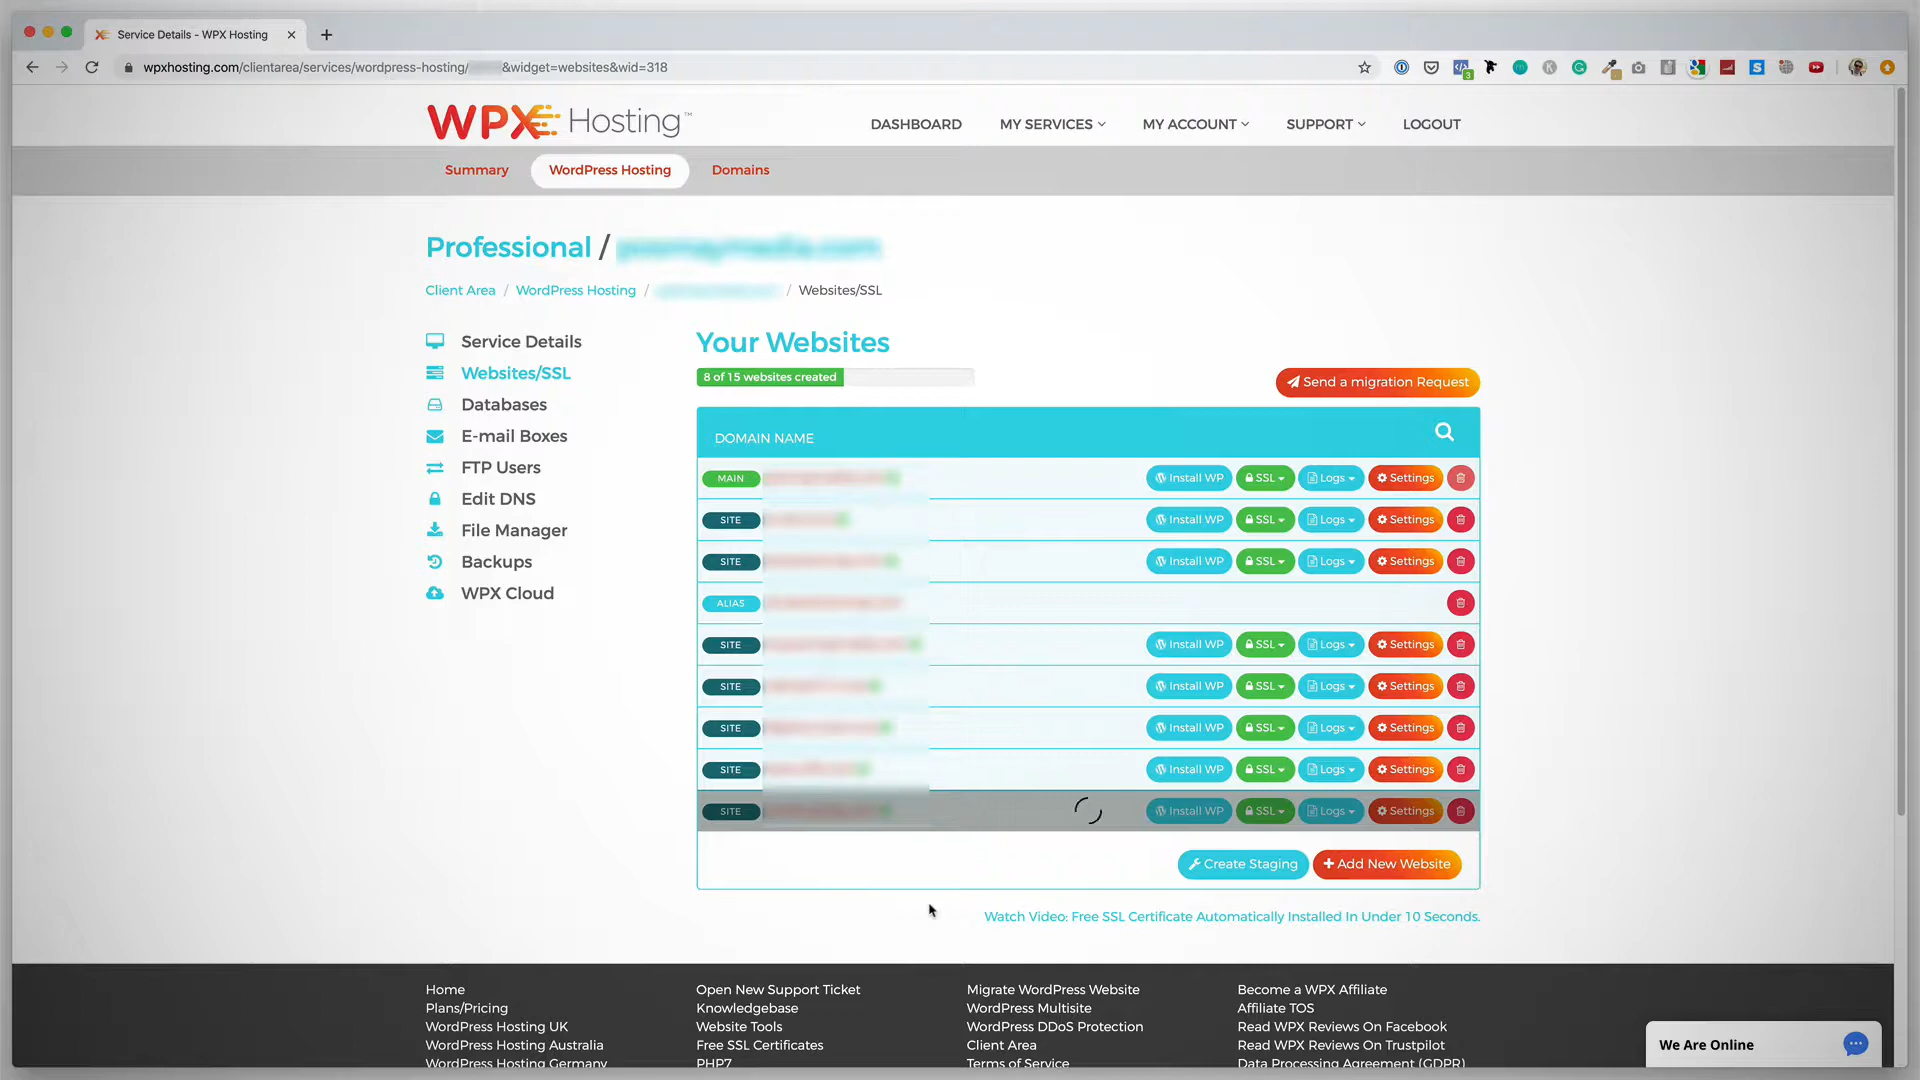 Service Details - WPX Hosting
wpxhosting.com/clientarea/services/wordpress-hosting/ &widget=websites&wid=318
3
WPX Hosting™
DASHBOARD MY SERVICES MY ACCOUNT SUPPORT LOGOUT
Summary WordPress Hosting Domains
Professional /
Client Area / WordPress Hosting / / Websites/SSL
Service Details
Websites/SSL
Databases
E-mail Boxes
FTP Users
Edit DNS
File Manager
Backups
WPX Cloud
Your Websites
8 of 15 websites created
Send a migration Request
DOMAIN NAME
MAIN Install WP SSL Logs Settings
SITE Install WP SSL Logs Settings
SITE Install WP SSL Logs Settings
ALIAS
SITE Install WP SSL Logs Settings
SITE Install WP SSL Logs Settings
SITE Install WP SSL Logs Settings
SITE Install WP SSL Logs Settings
SITE Install WP SSL Logs Settings
Create Staging + Add New Website
Watch Video: Free SSL Certificate Automatically Installed In Under 10 Seconds.
Home
Plans/Pricing
WordPress Hosting UK
WordPress Hosting Australia
WordPress Hosting Germany
Open New Support Ticket
Knowledgebase
Website Tools
Free SSL Certificates
PHP7
Migrate WordPress Website
WordPress Multisite
WordPress DDoS Protection
Client Area
Terms of Service
Become a WPX Affiliate
Affiliate TOS
Read WPX Reviews On Facebook
Read WPX Reviews On Trustpilot
Data Processing Agreement (GDPR)
We Are Online